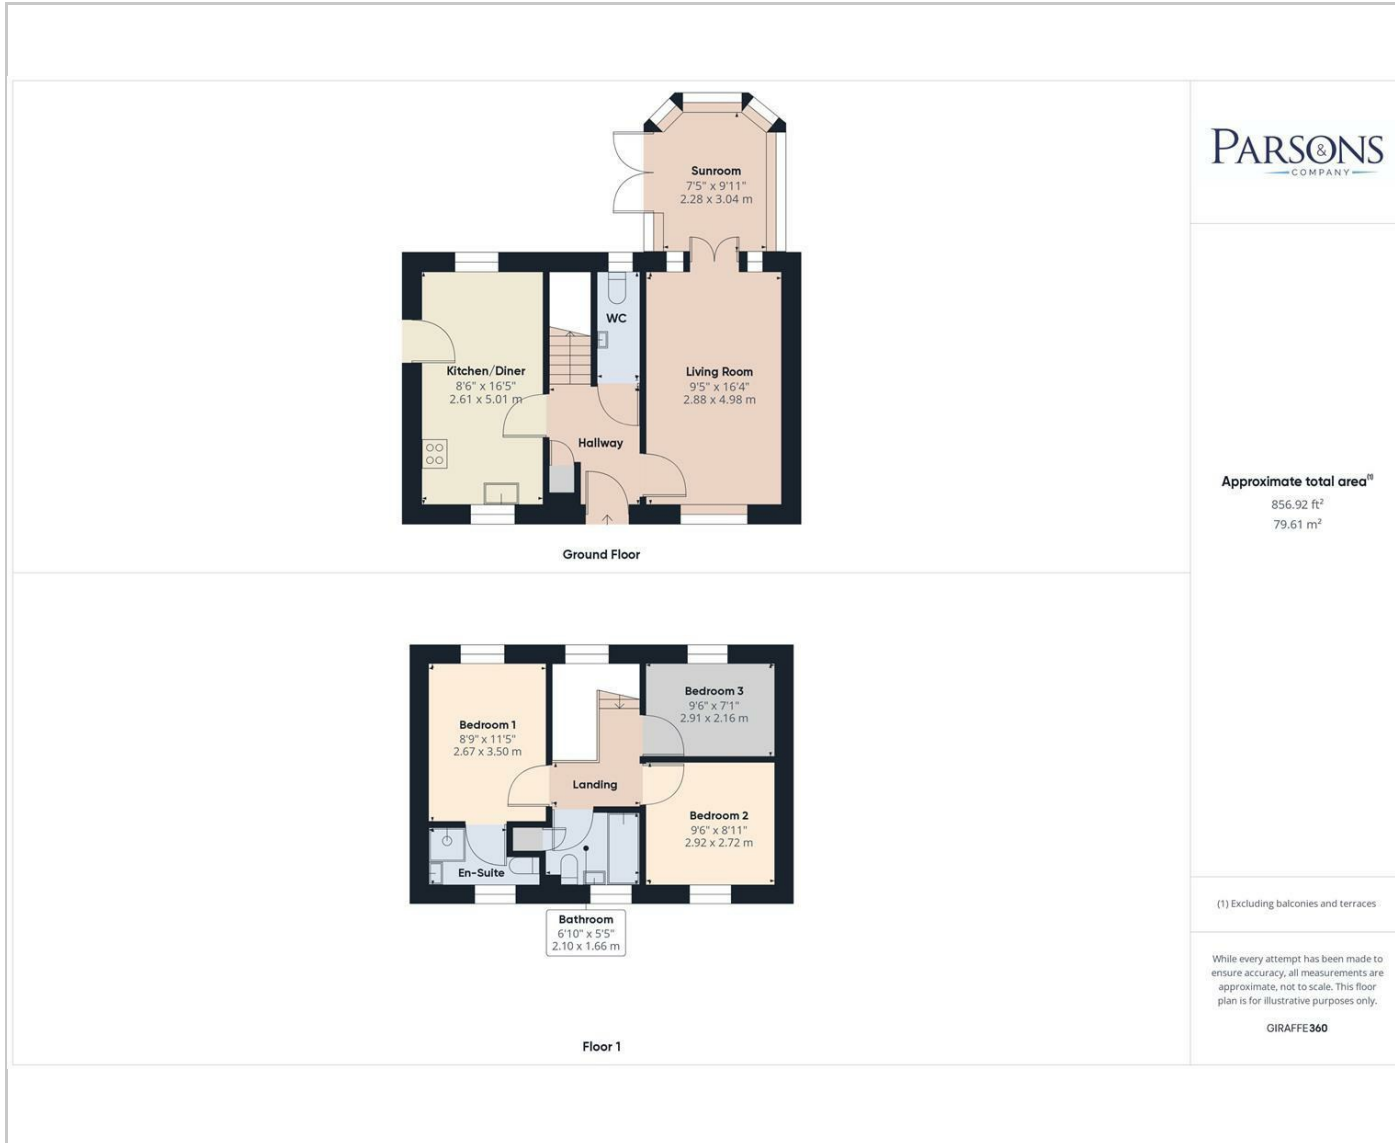 Sunroom
7'5" x 9'11"
2.28 x 3.04 m
WC
Kitchen/Diner
8'6" x 16'5"
2.61 x 5.01 m
Living Room
9'5" x 16'4"
2.88 x 4.98 m
Hallway
Ground Floor
Bedroom 3
9'6" x 7'1"
2.91 x 2.16 m
Bedroom 1
8'9" x 11'5"
2.67 x 3.50 m
Landing
Bedroom 2
9'6" x 8'11"
2.92 x 2.72 m
En-Suite
Bathroom
6'10" x 5'5"
2.10 x 1.66 m
Floor 1
PARSONS &
COMPANY
Approximate total area(1)
856.92 ft²
79.61 m²
(1) Excluding balconies and terraces
While every attempt has been made to
ensure accuracy, all measurements are
approximate, not to scale. This floor
plan is for illustrative purposes only.
GIRAFFE360